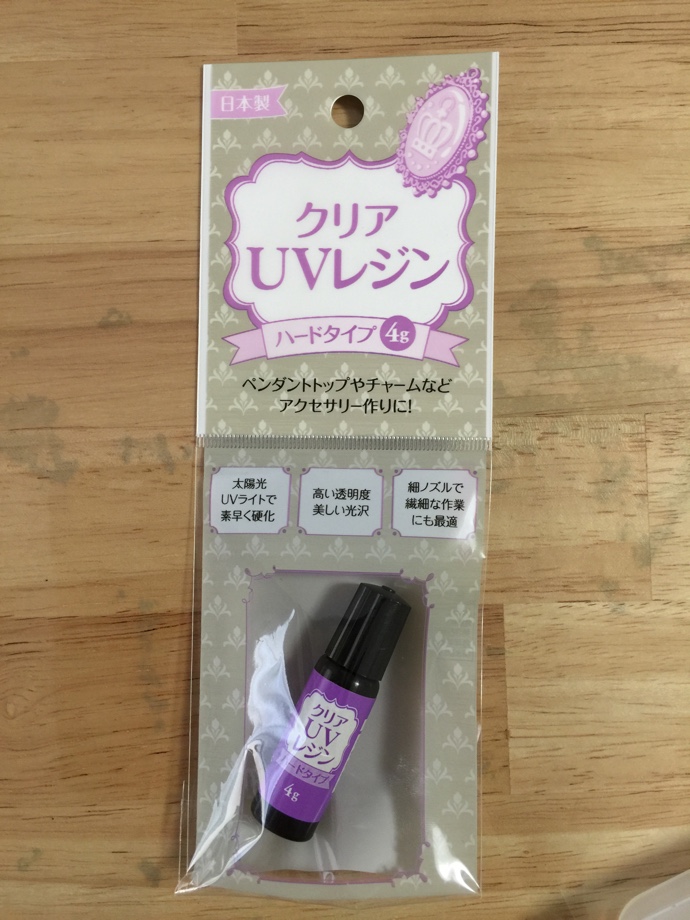 日本製
クリア
UVレジン
ハードタイプ 4g
ペンダントトップやチャームなど
アクセサリー作りに!
太陽光
UVライトで
素早く硬化
高い透明度
美しい光沢
細ノズルで
繊細な作業
にも最適
クリア
UV
レジン
ハードタイプ
4g